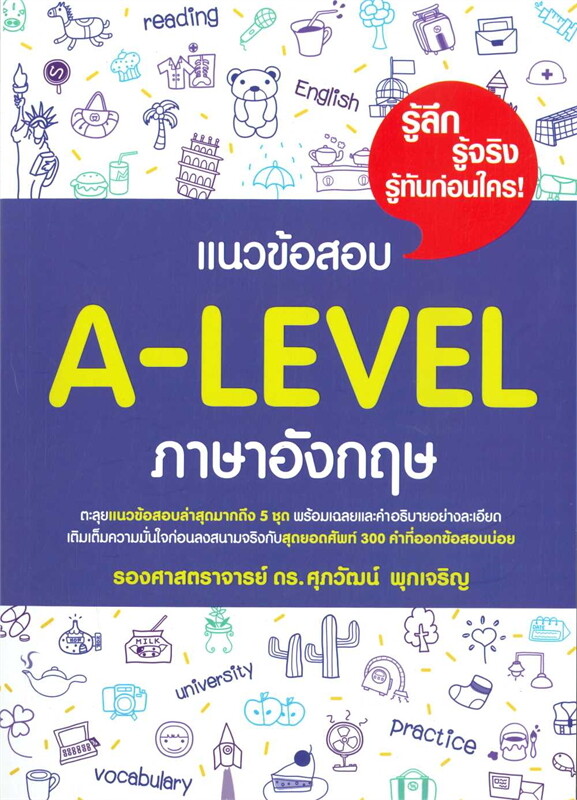 reading
English
รู้ลึก
รู้จริง
รู้ทันก่อนใคร!
แนวข้อสอบ
A-LEVEL
ภาษาอังกฤษ
ตะลุยแนวข้อสอบล่าสุดมากถึง 5 ชุด พร้อมเฉลยและคำอธิบายอย่างละเอียด
เติมเต็มความมั่นใจก่อนลงสนามจริงกับสุดยอดศัพท์ 300 คำที่ออกข้อสอบบ่อย
รองศาสตราจารย์ ดร. ศุภวัฒน์ พุกเจริญ
MILK
university
practice
vocabulary